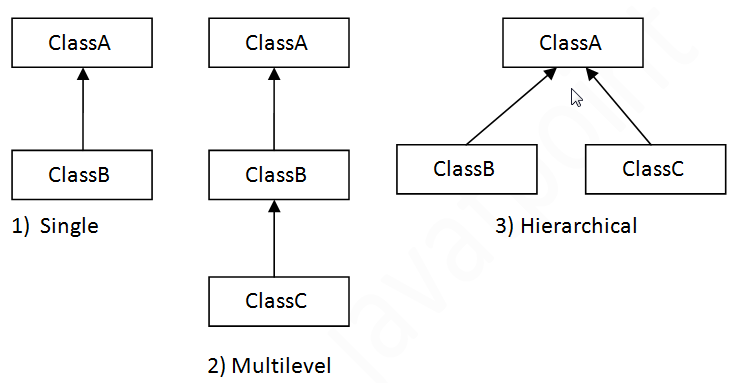 ClassA
ClassB
1) Single
ClassA
ClassB
ClassC
2) Multilevel
ClassA
ClassB
ClassC
3) Hierarchical